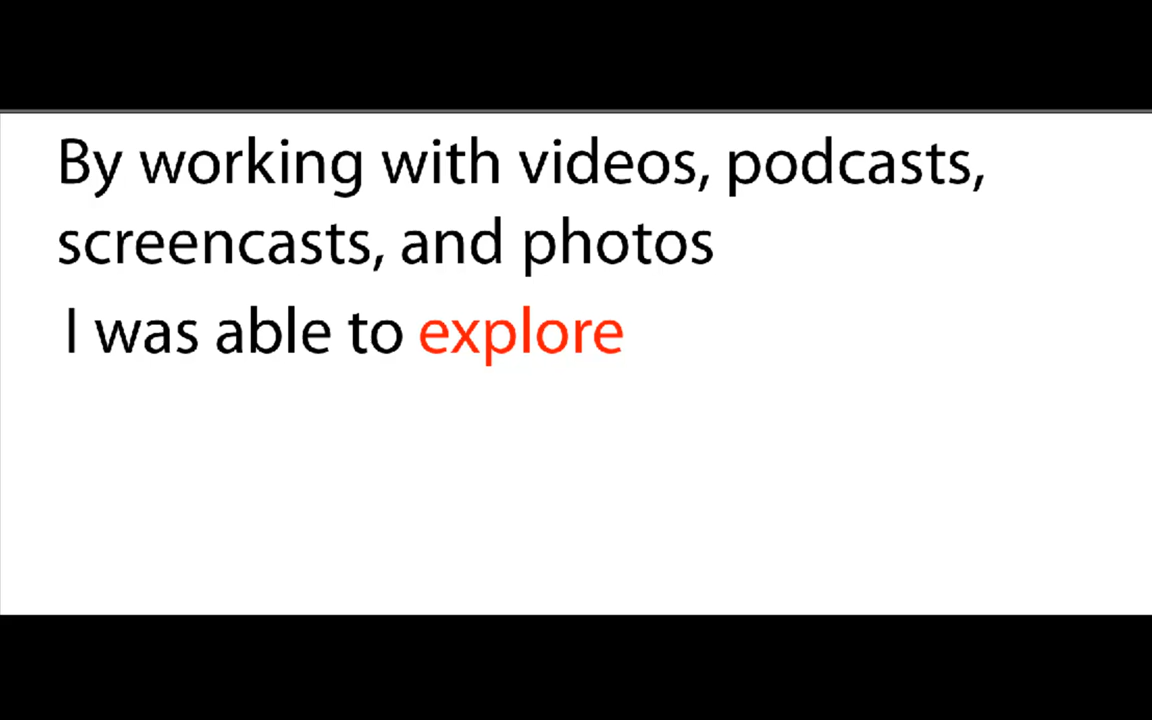 By working with videos, podcasts,
screencasts, and photos
I was able to explore